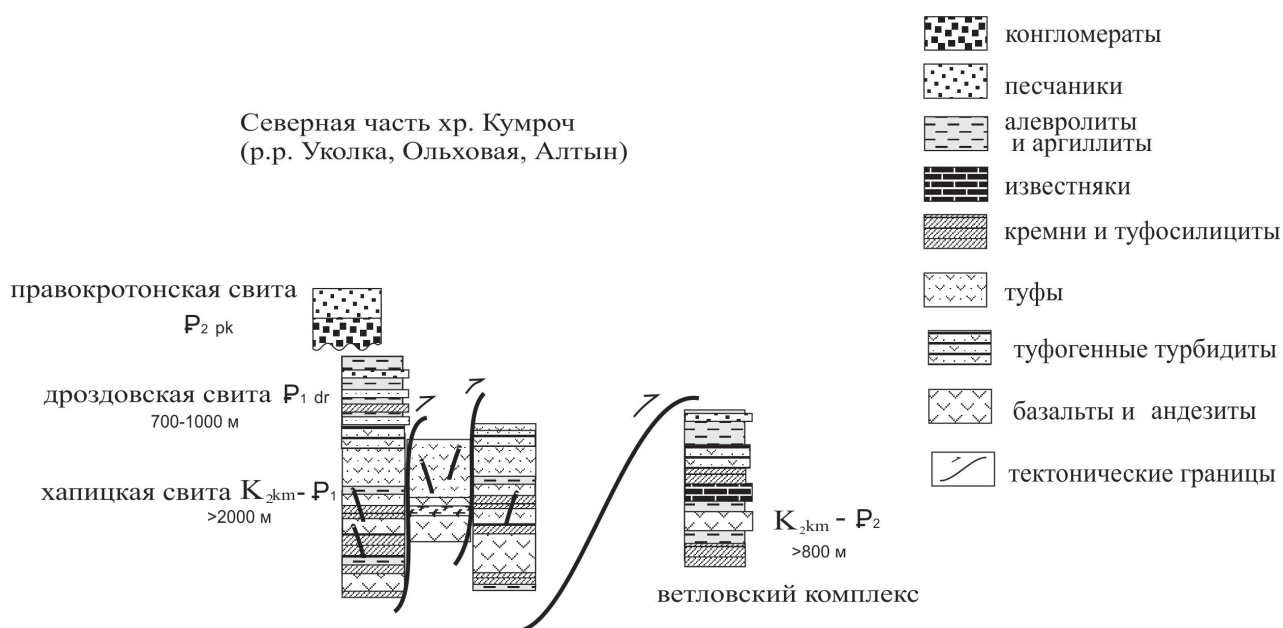 Северная часть хр. Кумроч
(р.р. Уколка, Ольховая, Алтын)
правокротонская свита
₽₂ pk
дроздовская свита ₽₁ dr
700-1000 м
хапицкая свита K₂km - ₽₁
>2000 м
K₂km - ₽₂
>800 м
ветловский комплекс
конгломераты
песчаники
алевролиты
и аргиллиты
известняки
кремни и туфосилициты
туфы
туфогенные турбидиты
базальты и андезиты
тектонические границы